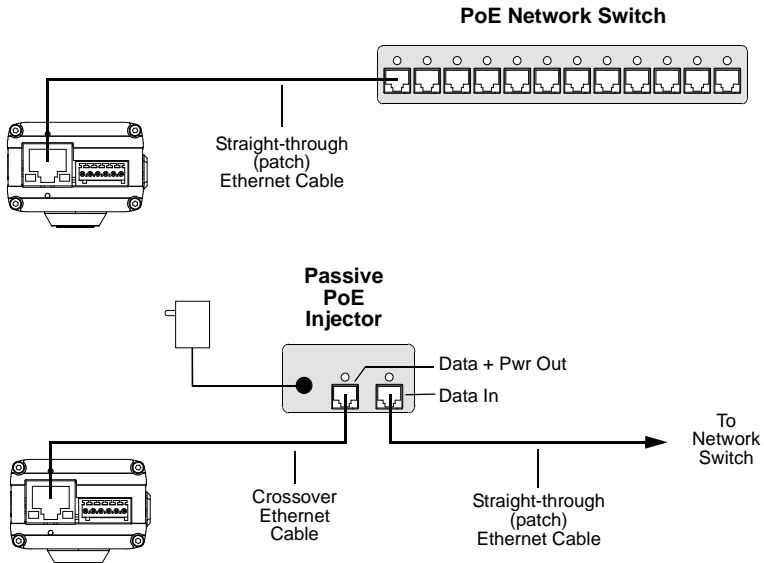 PoE Network Switch
Straight-through
(patch)
Ethernet Cable
Passive
PoE
Injector
Data + Pwr Out
Data In
To
Network
Switch
Crossover
Ethernet
Cable
Straight-through
(patch)
Ethernet Cable